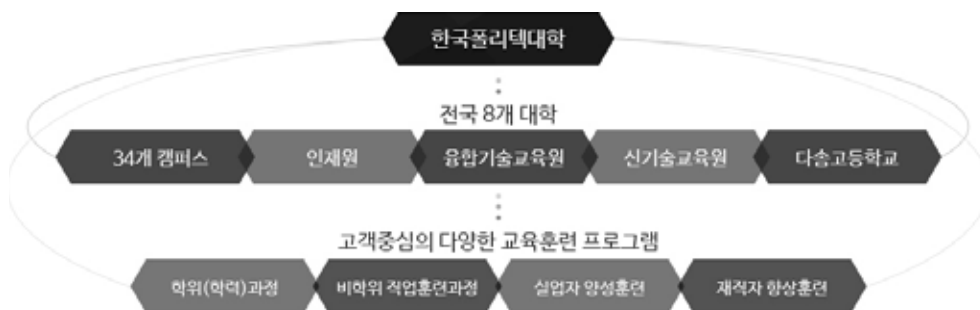 한국폴리텍대학
전국 8개 대학
34개 캠퍼스 인재원 융합기술교육원 신기술교육원 다솜고등학교
고객중심의 다양한 교육훈련 프로그램
학위(학력)과정 비학위 직업훈련과정 실업자 양성훈련 재직자 향상훈련